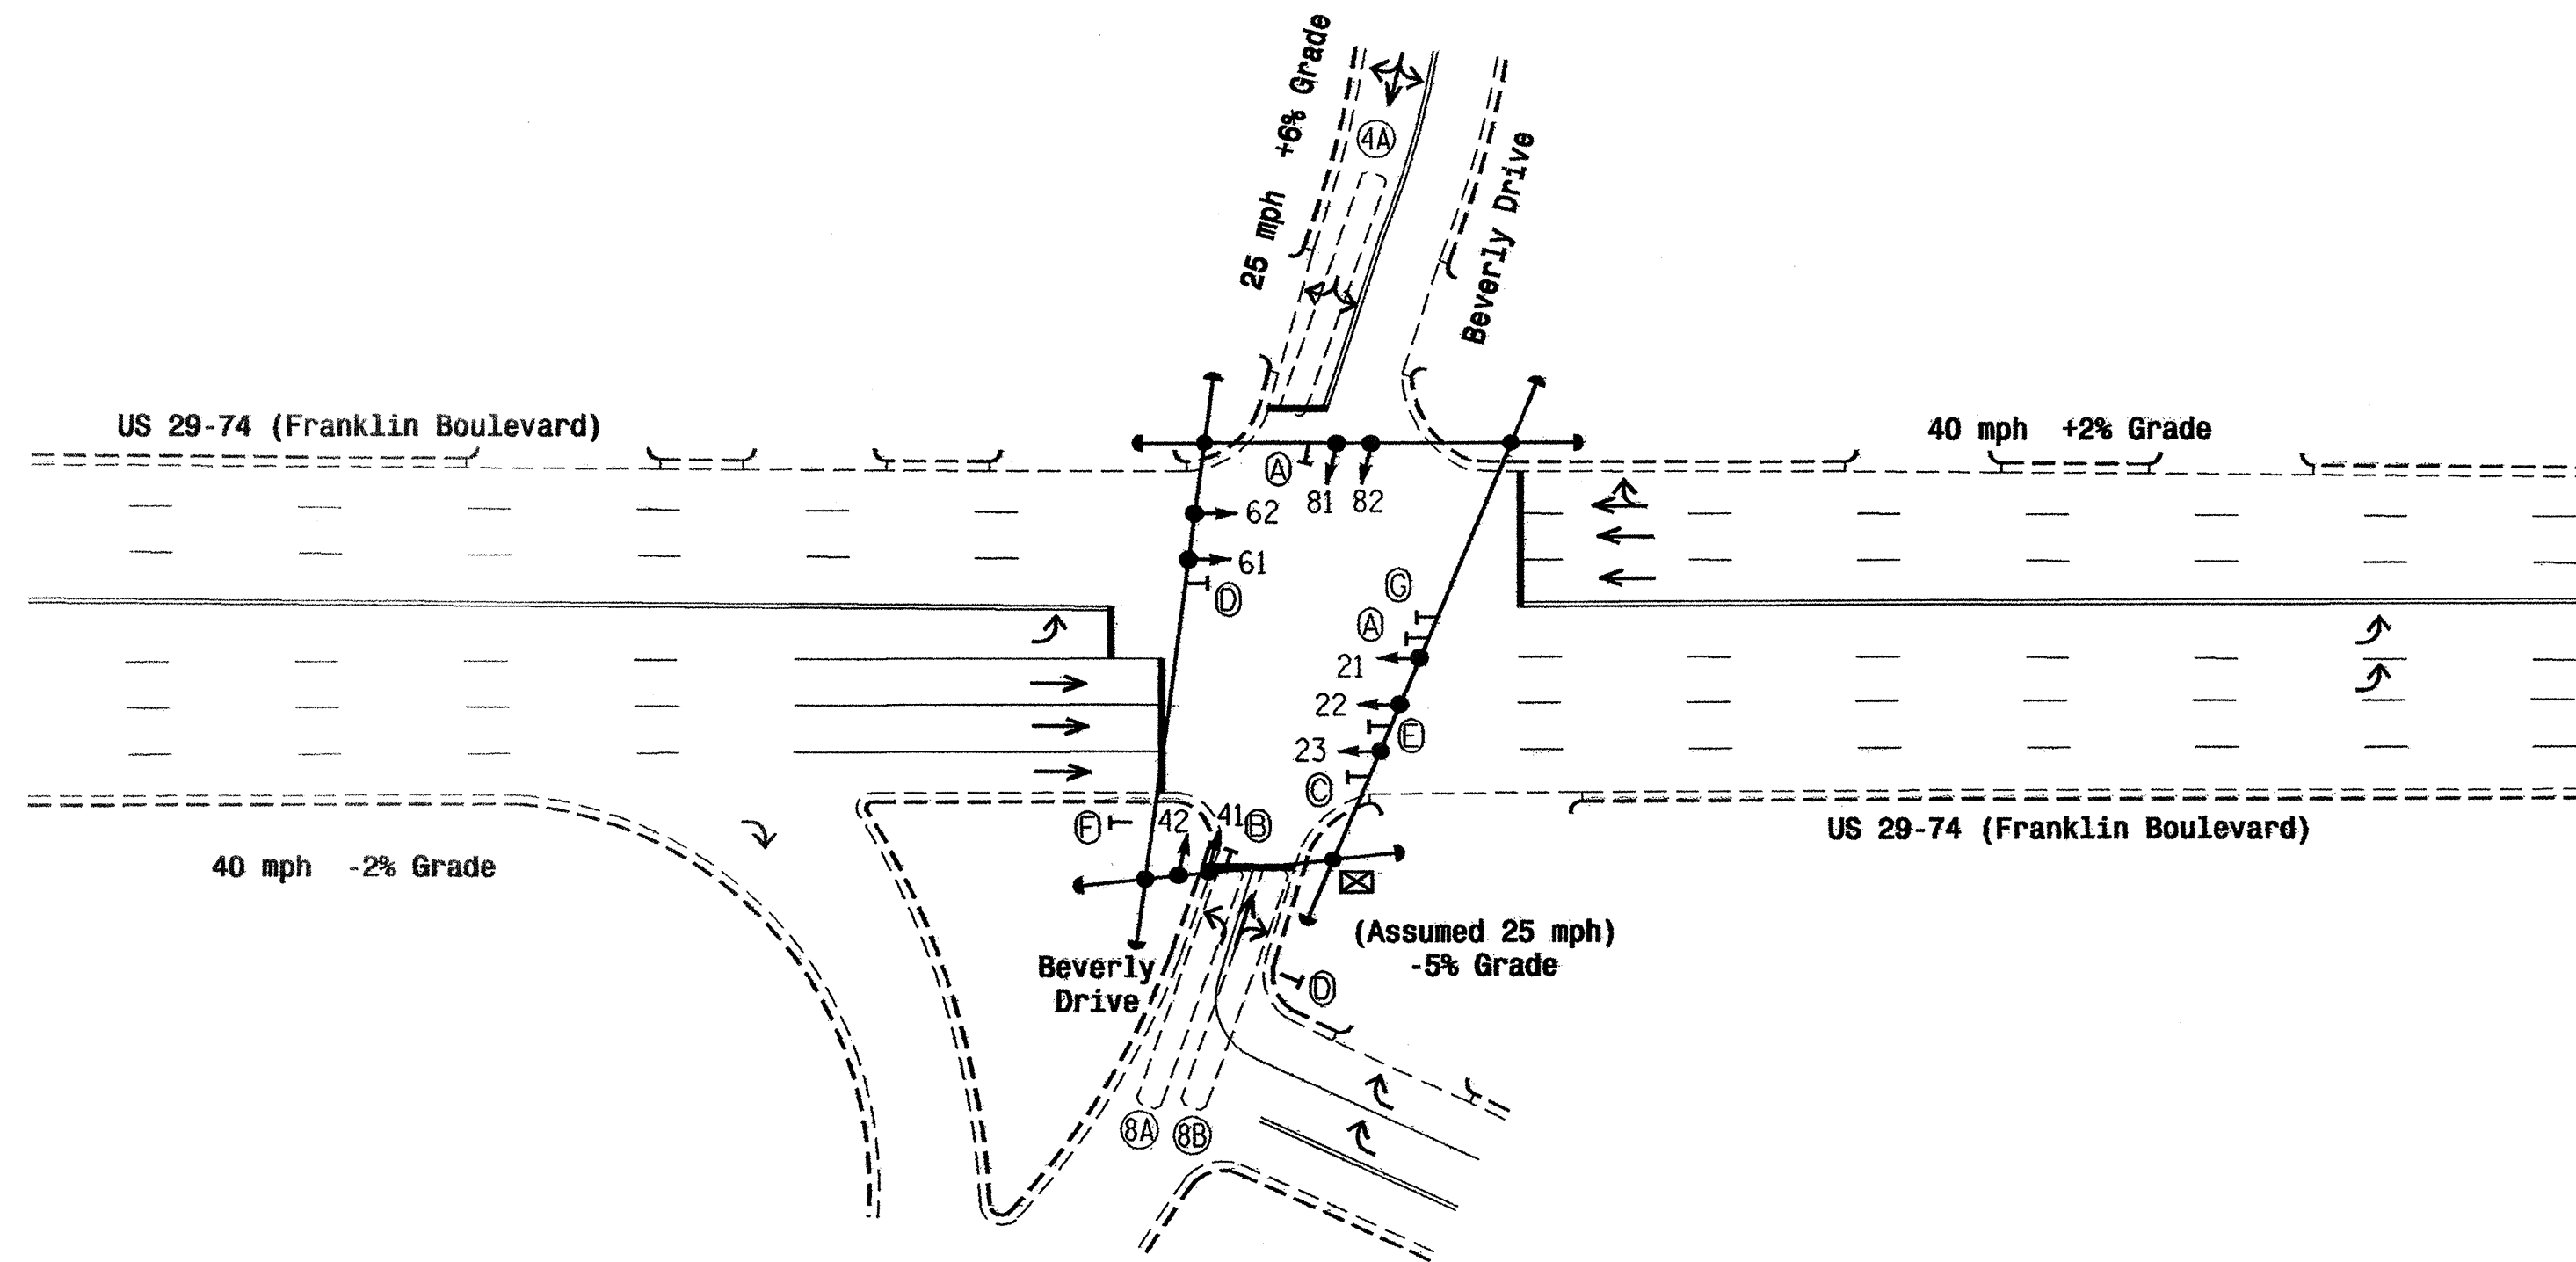 25 mph +6% Grade
4A
Beverly Drive
US 29-74 (Franklin Boulevard)
40 mph +2% Grade
A
81 82
62
61
D
G
A
21
22
E
23
C
F
42
41
B
US 29-74 (Franklin Boulevard)
40 mph -2% Grade
(Assumed 25 mph)
-5% Grade
Beverly
Drive
D
8A 8B